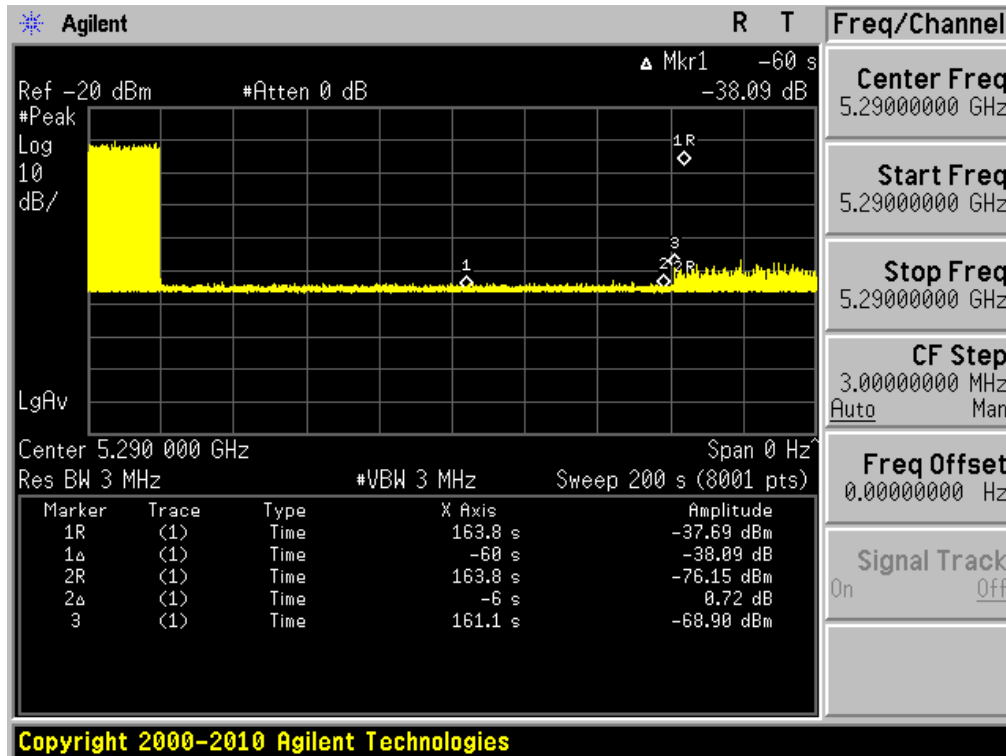 Agilent R T
Δ Mkr1 -60 s
Ref -20 dBm #Atten 0 dB -38.09 dB
#Peak
Log
10
dB/
1R
1
3
2
LgAv
Center 5.290 000 GHz Span 0 Hz^
Res BW 3 MHz #VBW 3 MHz Sweep 200 s (8001 pts)
Marker Trace Type X Axis Amplitude
1R (1) Time 163.8 s -37.69 dBm
1Δ (1) Time -60 s -38.09 dB
2R (1) Time 163.8 s -76.15 dBm
2Δ (1) Time -6 s 0.72 dB
3 (1) Time 161.1 s -68.90 dBm
Freq/Channel
Center Freq
5.29000000 GHz
Start Freq
5.29000000 GHz
Stop Freq
5.29000000 GHz
CF Step
3.00000000 MHz
Auto Man
Freq Offset
0.00000000 Hz
Signal Track
On Off
Copyright 2000-2010 Agilent Technologies